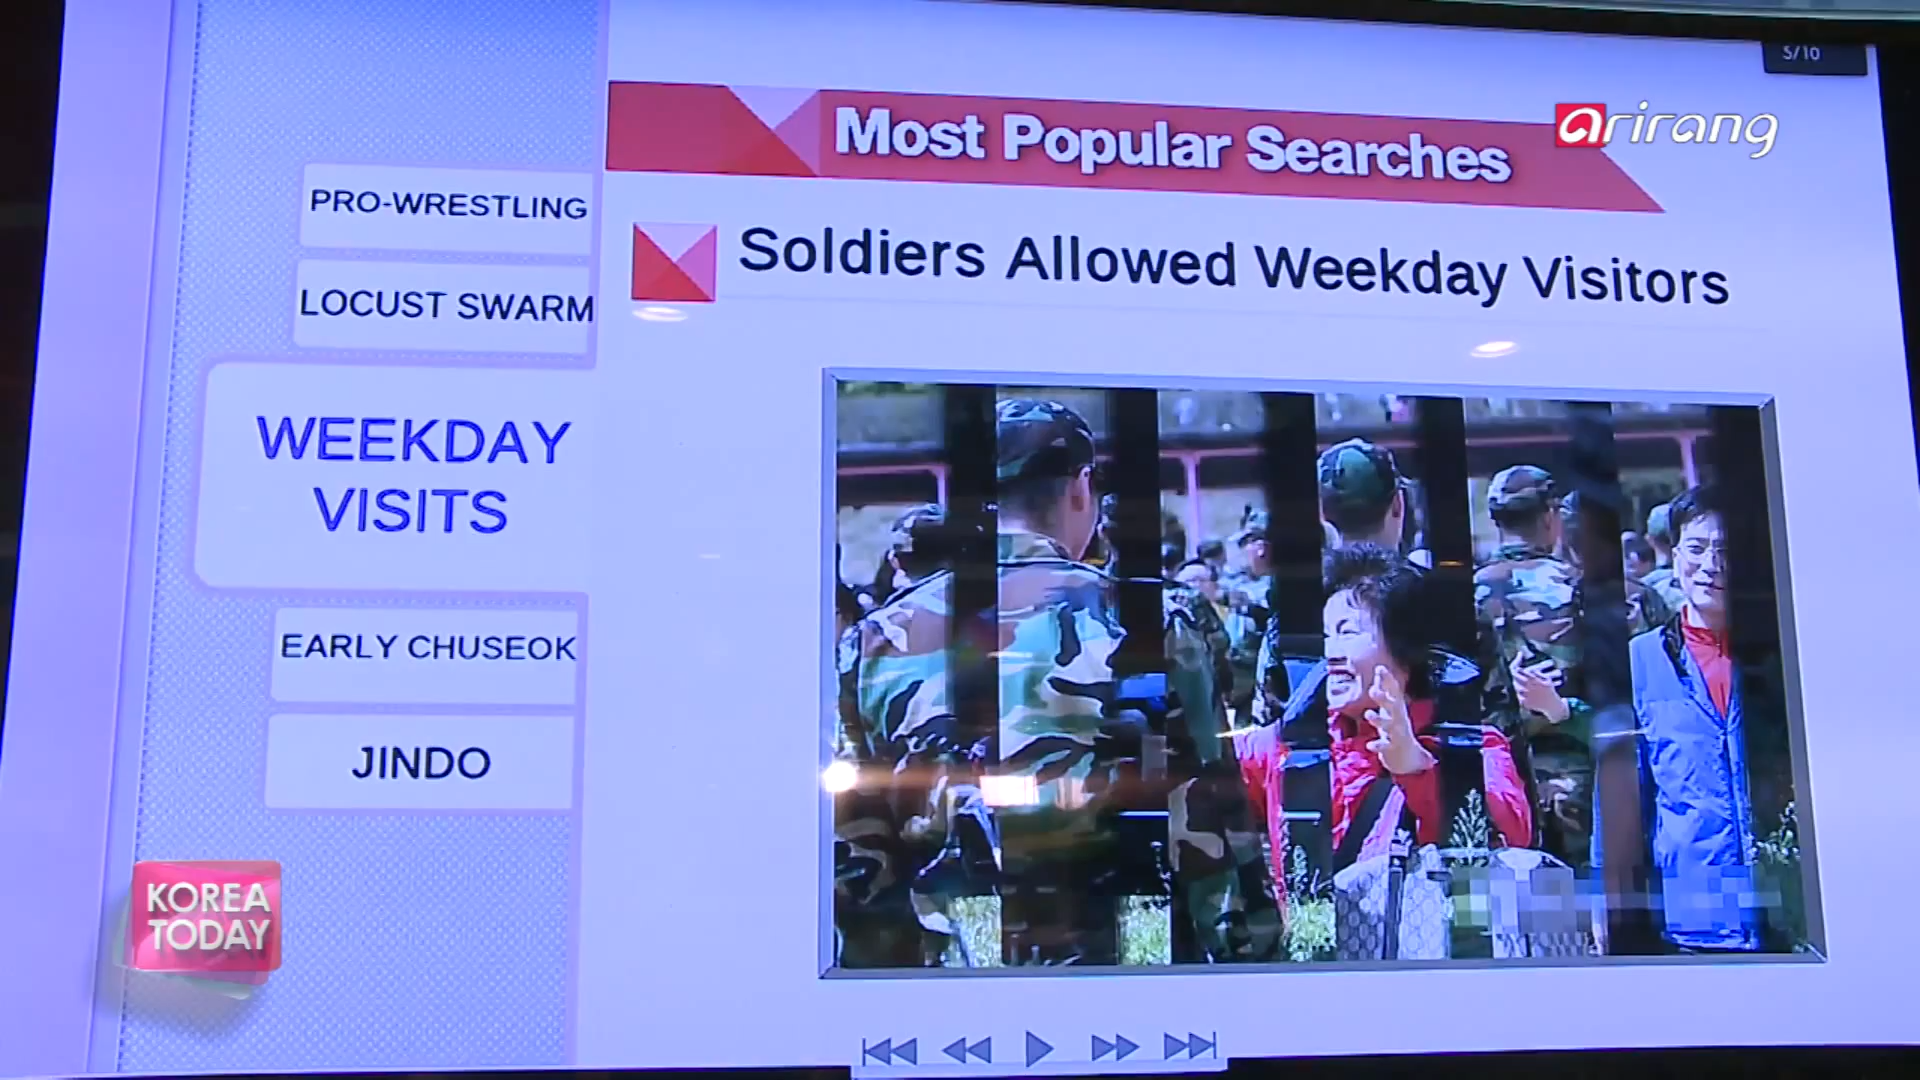 5/10
arirang
Most Popular Searches
Soldiers Allowed Weekday Visitors
PRO-WRESTLING
LOCUST SWARM
WEEKDAY
VISITS
EARLY CHUSEOK
JINDO
KOREA
TODAY